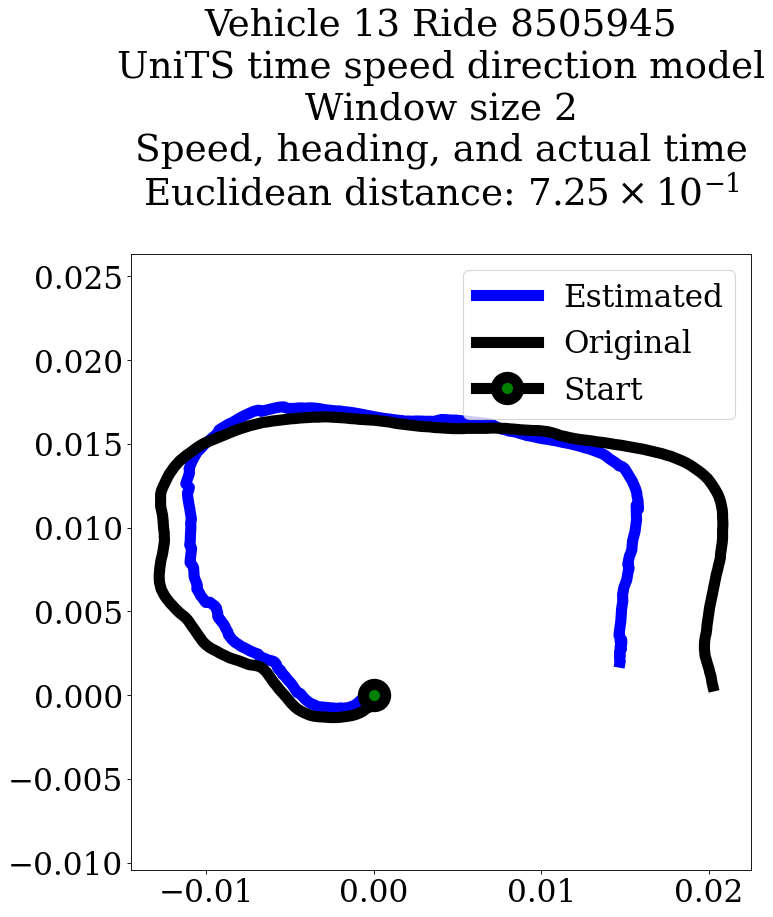 Vehicle 13 Ride 8505945
UniTS time speed direction model
Window size 2
Speed, heading, and actual time
Euclidean distance: 7.25 × 10⁻¹
Estimated
Original
Start
0.025
0.020
0.015
0.010
0.005
0.000
−0.005
−0.010
−0.01 0.00 0.01 0.02